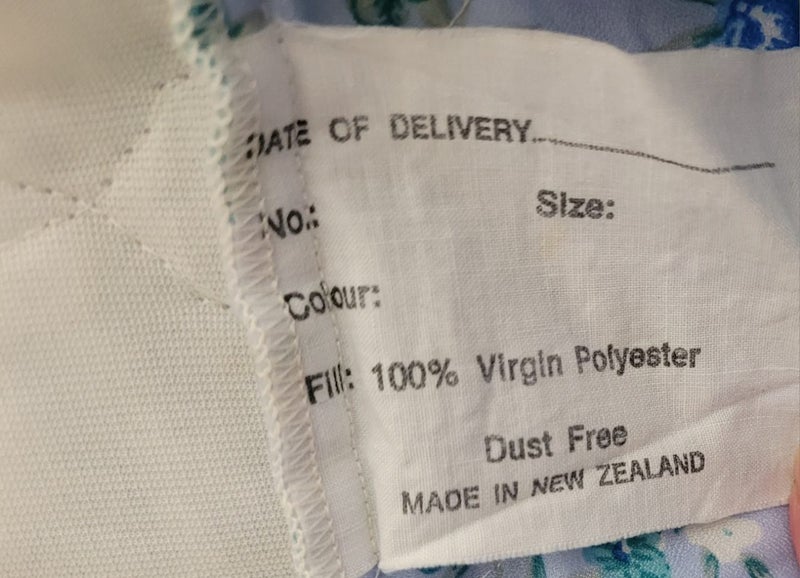 DATE OF DELIVERY
No.: Size:
Colour:
Fill: 100% Virgin Polyester
Dust Free
MADE IN NEW ZEALAND